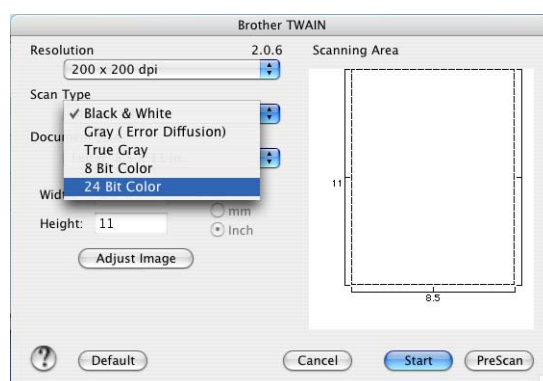 Brother TWAIN
Resolution 2.0.6
200 x 200 dpi
Scan Type
✓ Black & White
Gray ( Error Diffusion)
True Gray
8 Bit Color
24 Bit Color
Docu
Wid
Height: 11
mm
Inch
Adjust Image
Scanning Area
11
8.5
? Default Cancel Start PreScan